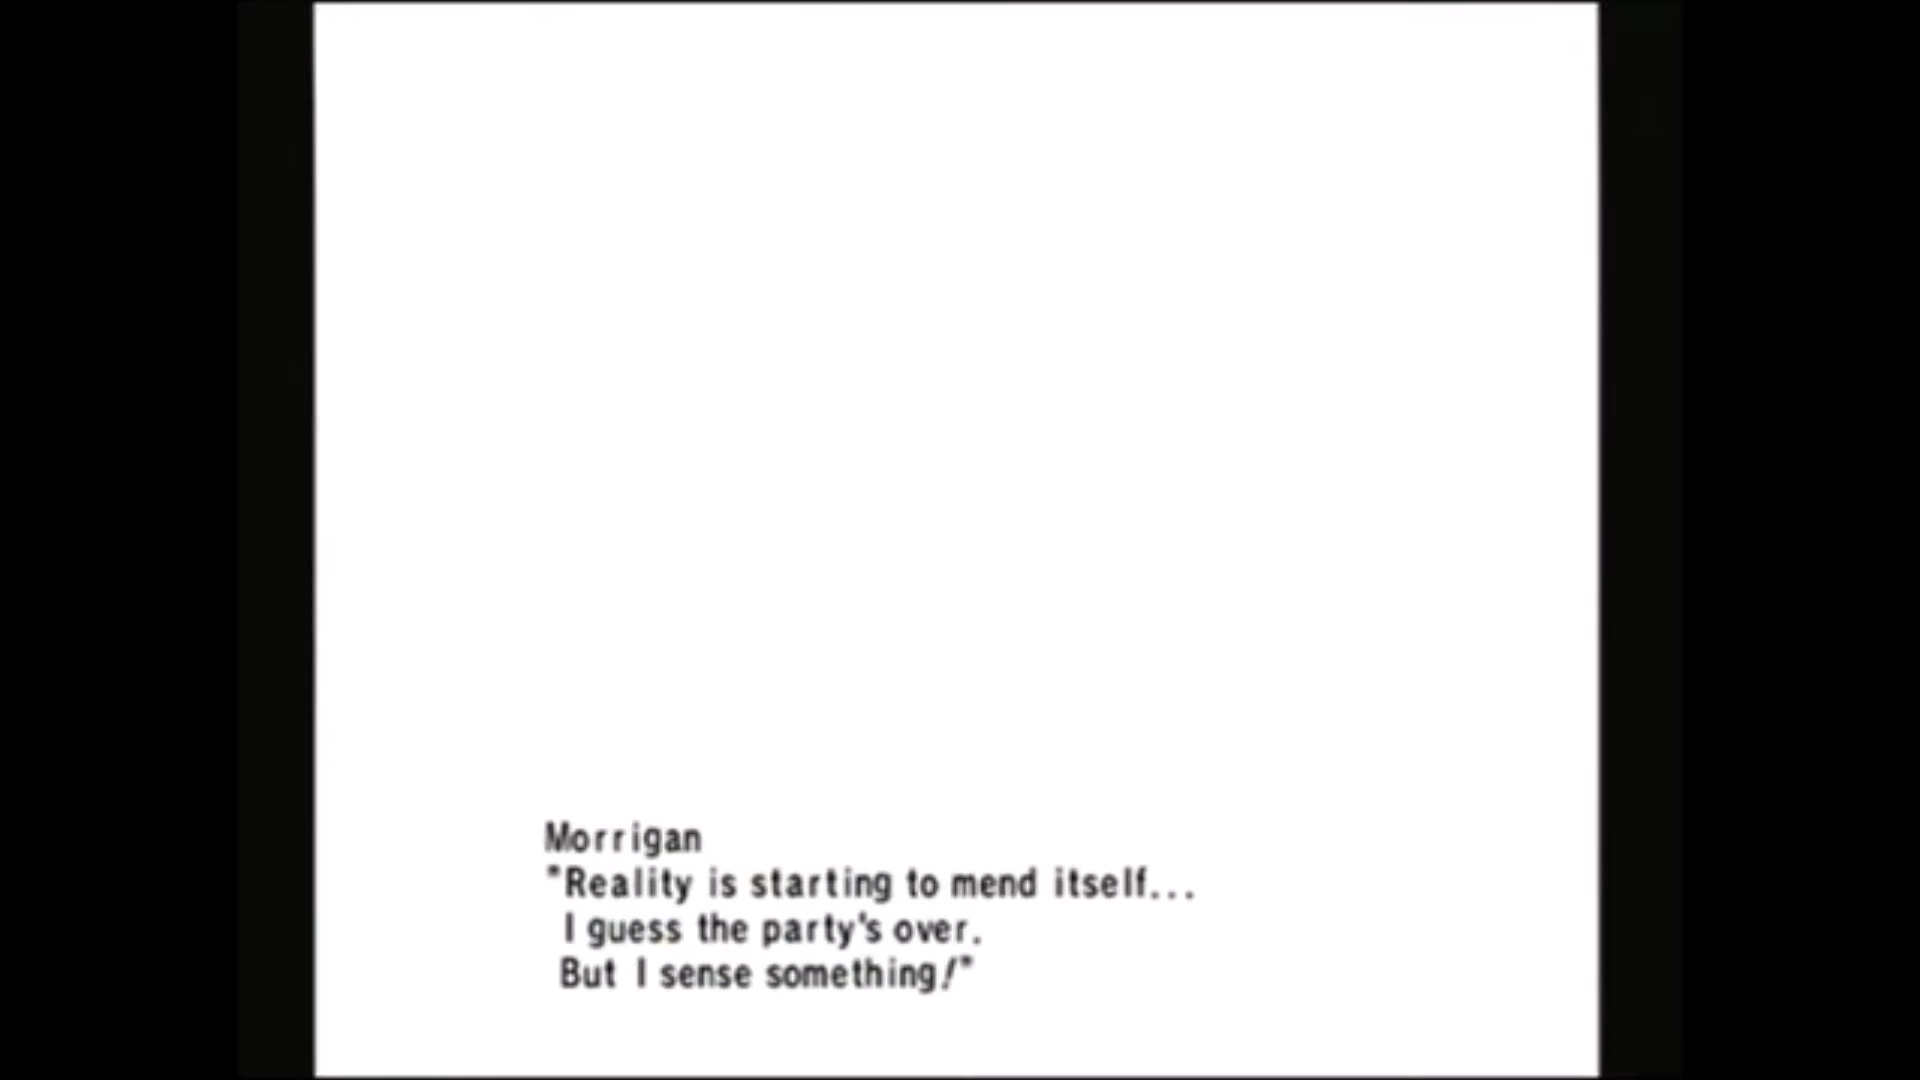 Morrigan
"Reality is starting to mend itself...
I guess the party's over.
But I sense something!"